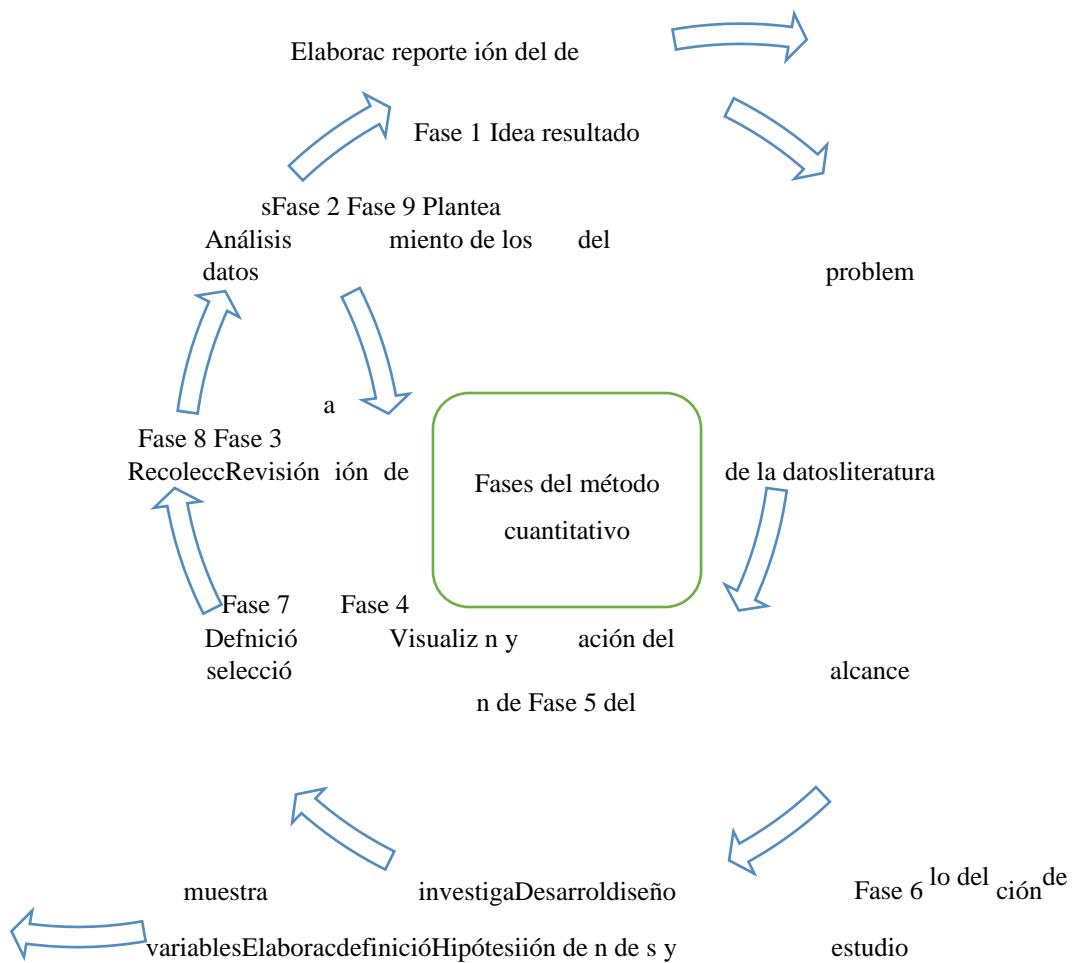 Elaborac reporte ión del de
Fase 1 Idea resultado
sFase 2 Fase 9 Plantea
Análisis miento de los del
datos problem
a
Fase 8 Fase 3
RecoleccRevisión ión de de la datosliteratura
Fases del método
cuantitativo
Fase 7 Fase 4
Defnició Visualiz n y ación del
selecció alcance
n de Fase 5 del
muestra investigaDesarroldiseño Fase 6 lo del ción de
variablesElaboracdefinicióHipótesiión de n de s y estudio